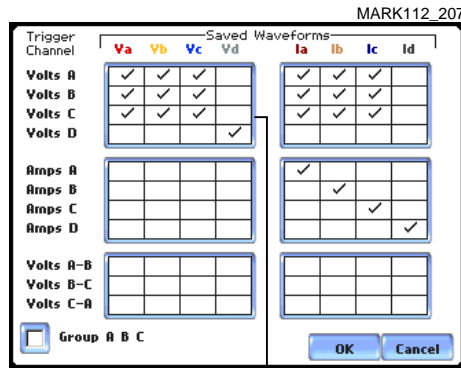 MARK112_207
Trigger Saved Waveforms
Channel Va Vb Vc Vd Ia Ib Ic Id
Volts A
Volts B
Volts C
Volts D
Amps A
Amps B
Amps C
Amps D
Volts A-B
Volts B-C
Volts C-A
Group A B C
OK Cancel